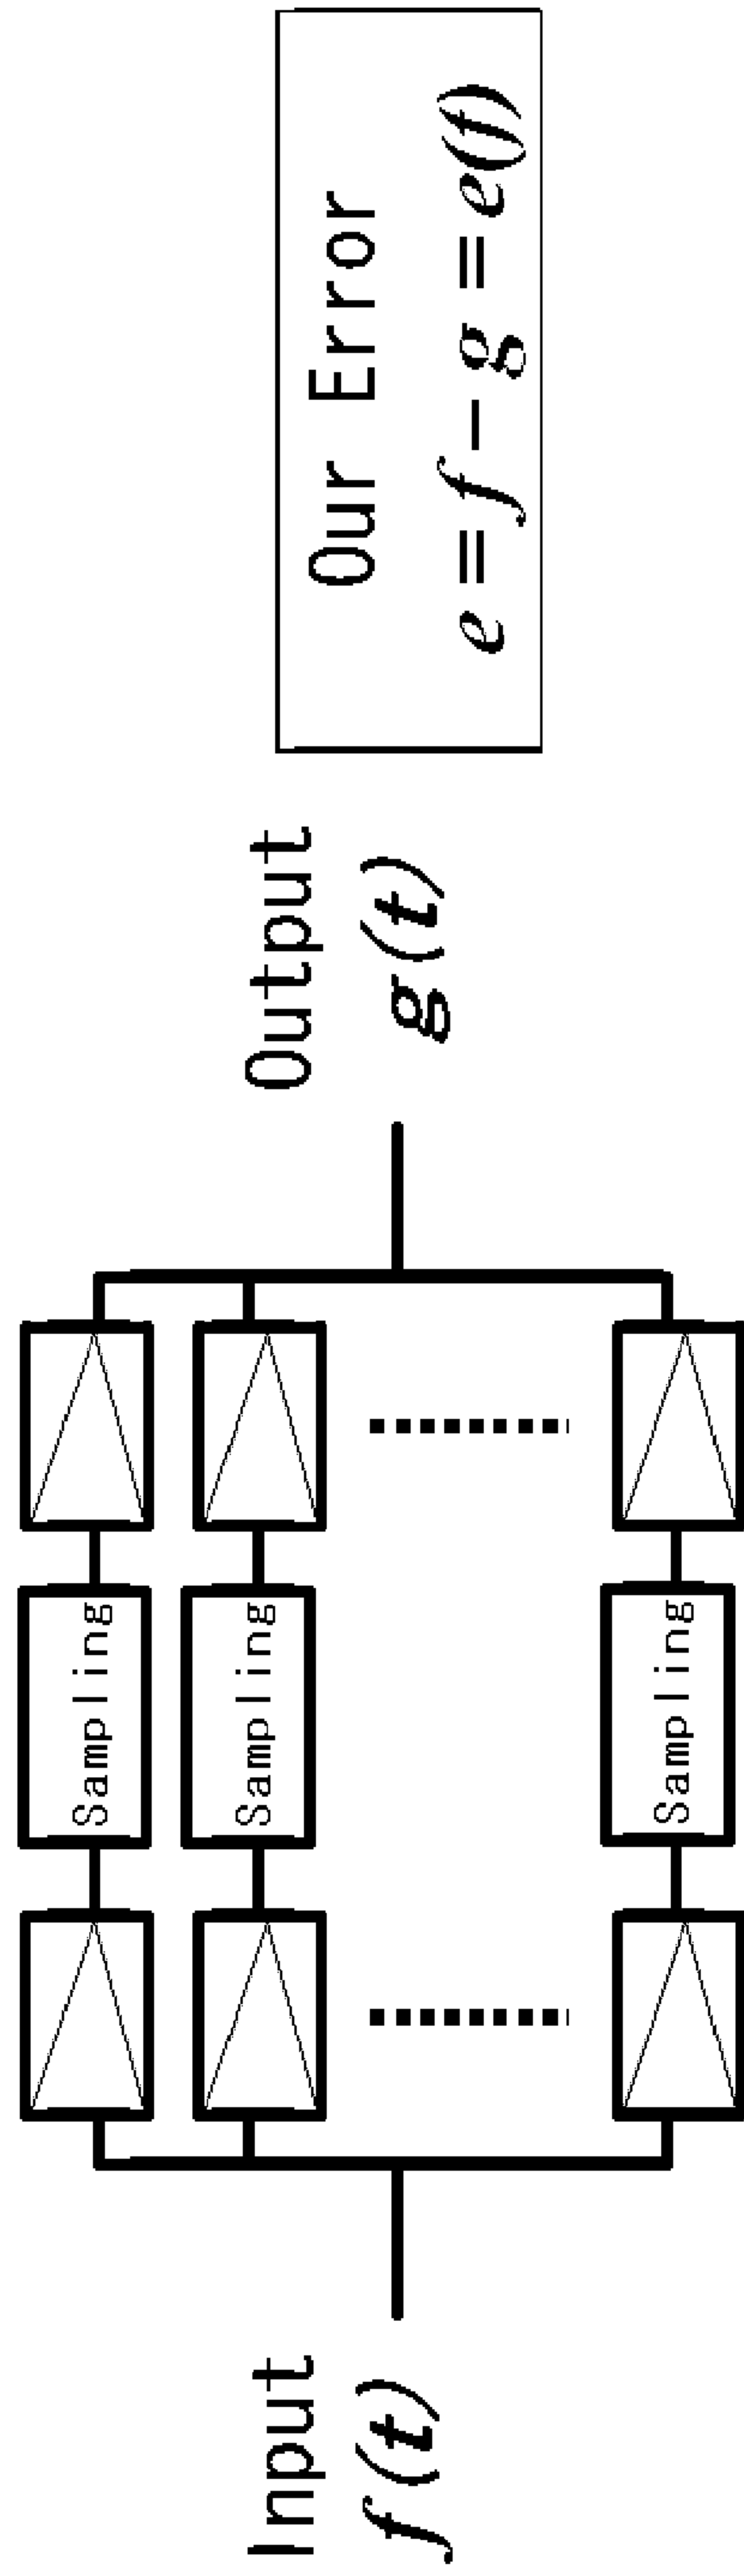 Input
f(t)
Sampling
Sampling
Sampling
Output
g(t)
Our Error
e = f − g = e(t)